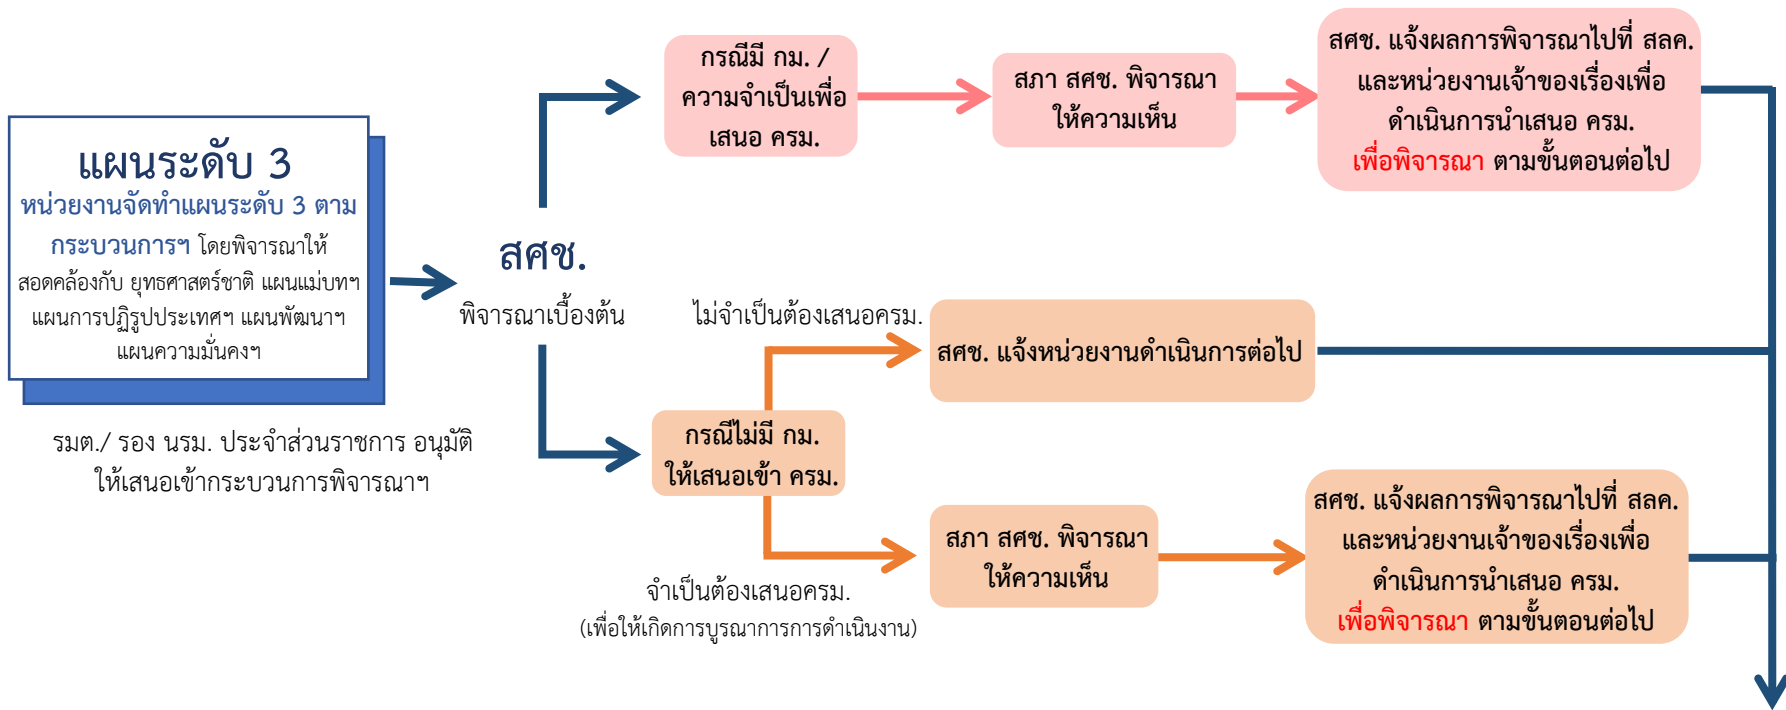 แผนระดับ 3
หน่วยงานจัดทำแผนระดับ 3 ตาม
กระบวนการฯ โดยพิจารณาให้
สอดคล้องกับ ยุทธศาสตร์ชาติ แผนแม่บทฯ
แผนการปฏิรูปประเทศฯ แผนพัฒนาฯ
แผนความมั่นคงฯ
รมต./ รอง นรม. ประจำส่วนราชการ อนุมัติ
ให้เสนอเข้ากระบวนการพิจารณาฯ
สศช.
พิจารณาเบื้องต้น
กรณีมี กม. /
ความจำเป็นเพื่อ
เสนอ ครม.
สภา สศช. พิจารณา
ให้ความเห็น
สศช. แจ้งผลการพิจารณาไปที่ สลค.
และหน่วยงานเจ้าของเรื่องเพื่อ
ดำเนินการนำเสนอ ครม.
เพื่อพิจารณา ตามขั้นตอนต่อไป
ไม่จำเป็นต้องเสนอครม.
สศช. แจ้งหน่วยงานดำเนินการต่อไป
กรณีไม่มี กม.
ให้เสนอเข้า ครม.
จำเป็นต้องเสนอครม.
(เพื่อให้เกิดการบูรณาการการดำเนินงาน)
สภา สศช. พิจารณา
ให้ความเห็น
สศช. แจ้งผลการพิจารณาไปที่ สลค.
และหน่วยงานเจ้าของเรื่องเพื่อ
ดำเนินการนำเสนอ ครม.
เพื่อพิจารณา ตามขั้นตอนต่อไป